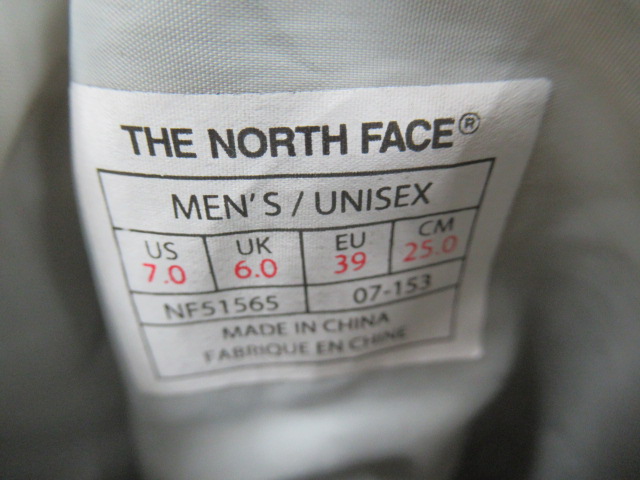 THE NORTH FACE®
MEN'S / UNISEX
US UK EU CM
7.0 6.0 39 25.0
NF51565 07-153
MADE IN CHINA
FABRIQUE EN CHINE